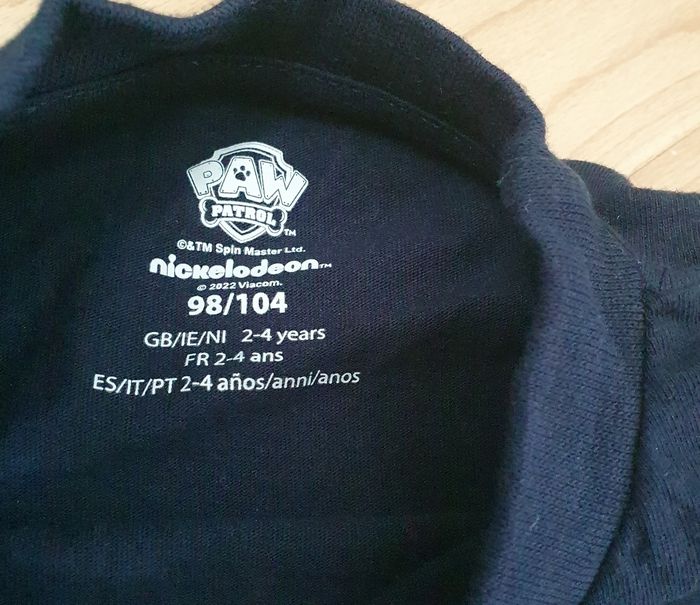 PAW
PATROL
TM
©&TM Spin Master Ltd.
nickelodeon™
© 2022 Viacom.
98/104
GB/IE/NI 2-4 years
FR 2-4 ans
ES/IT/PT 2-4 años/anni/anos